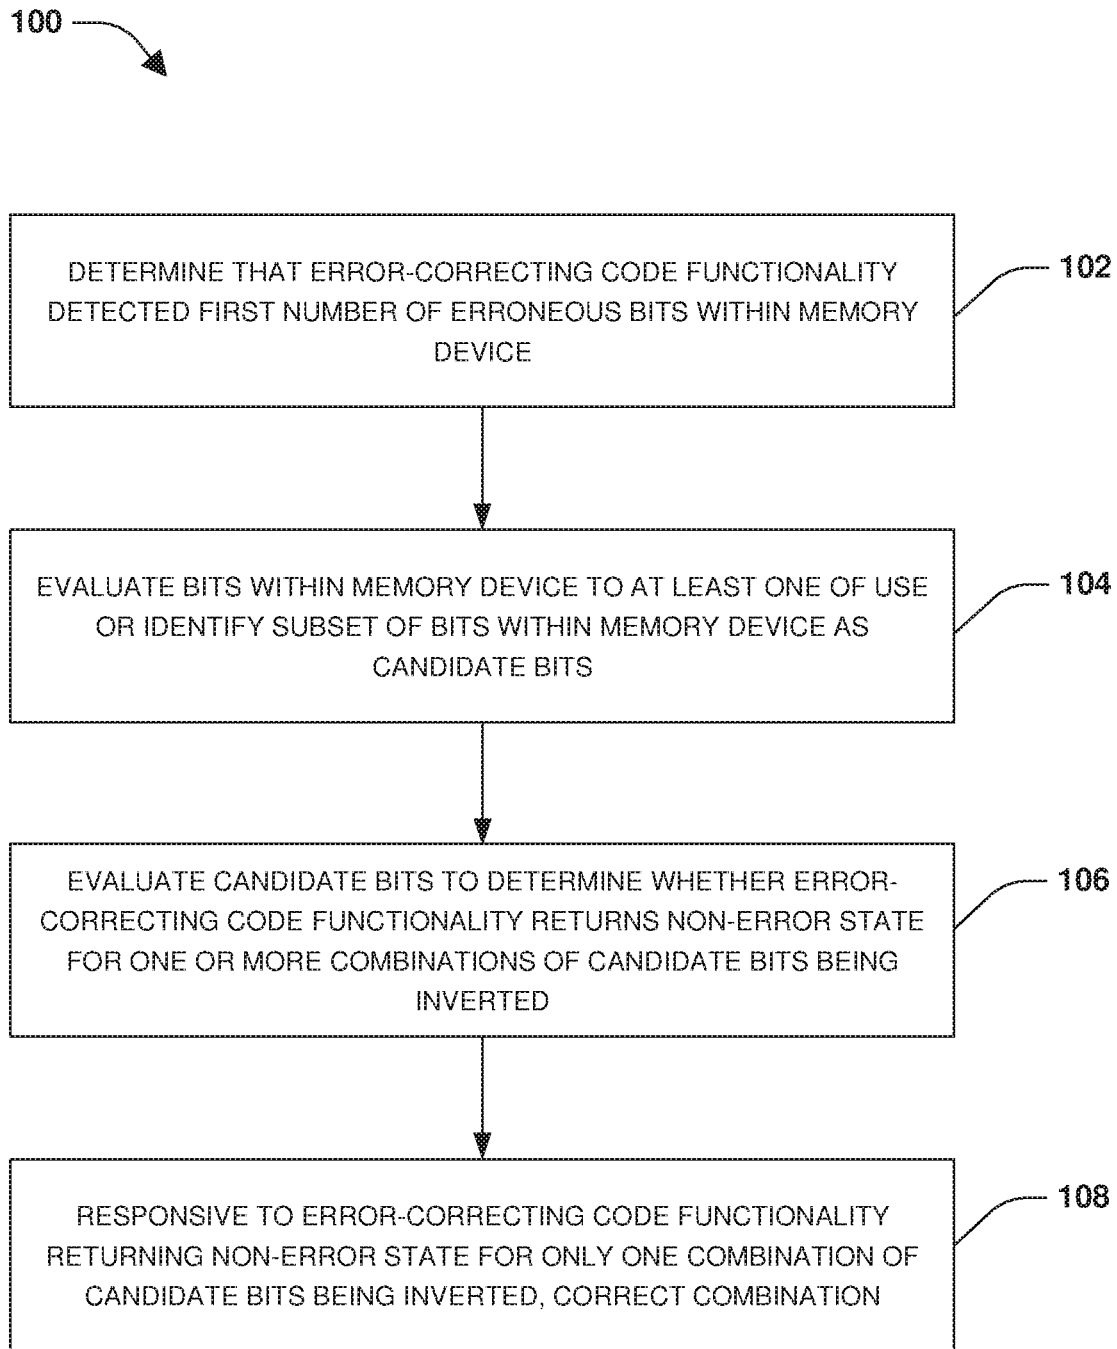 100
DETERMINE THAT ERROR-CORRECTING CODE FUNCTIONALITY
DETECTED FIRST NUMBER OF ERRONEOUS BITS WITHIN MEMORY
DEVICE
102
EVALUATE BITS WITHIN MEMORY DEVICE TO AT LEAST ONE OF USE
OR IDENTIFY SUBSET OF BITS WITHIN MEMORY DEVICE AS
CANDIDATE BITS
104
EVALUATE CANDIDATE BITS TO DETERMINE WHETHER ERROR-
CORRECTING CODE FUNCTIONALITY RETURNS NON-ERROR STATE
FOR ONE OR MORE COMBINATIONS OF CANDIDATE BITS BEING
INVERTED
106
RESPONSIVE TO ERROR-CORRECTING CODE FUNCTIONALITY
RETURNING NON-ERROR STATE FOR ONLY ONE COMBINATION OF
CANDIDATE BITS BEING INVERTED, CORRECT COMBINATION
108